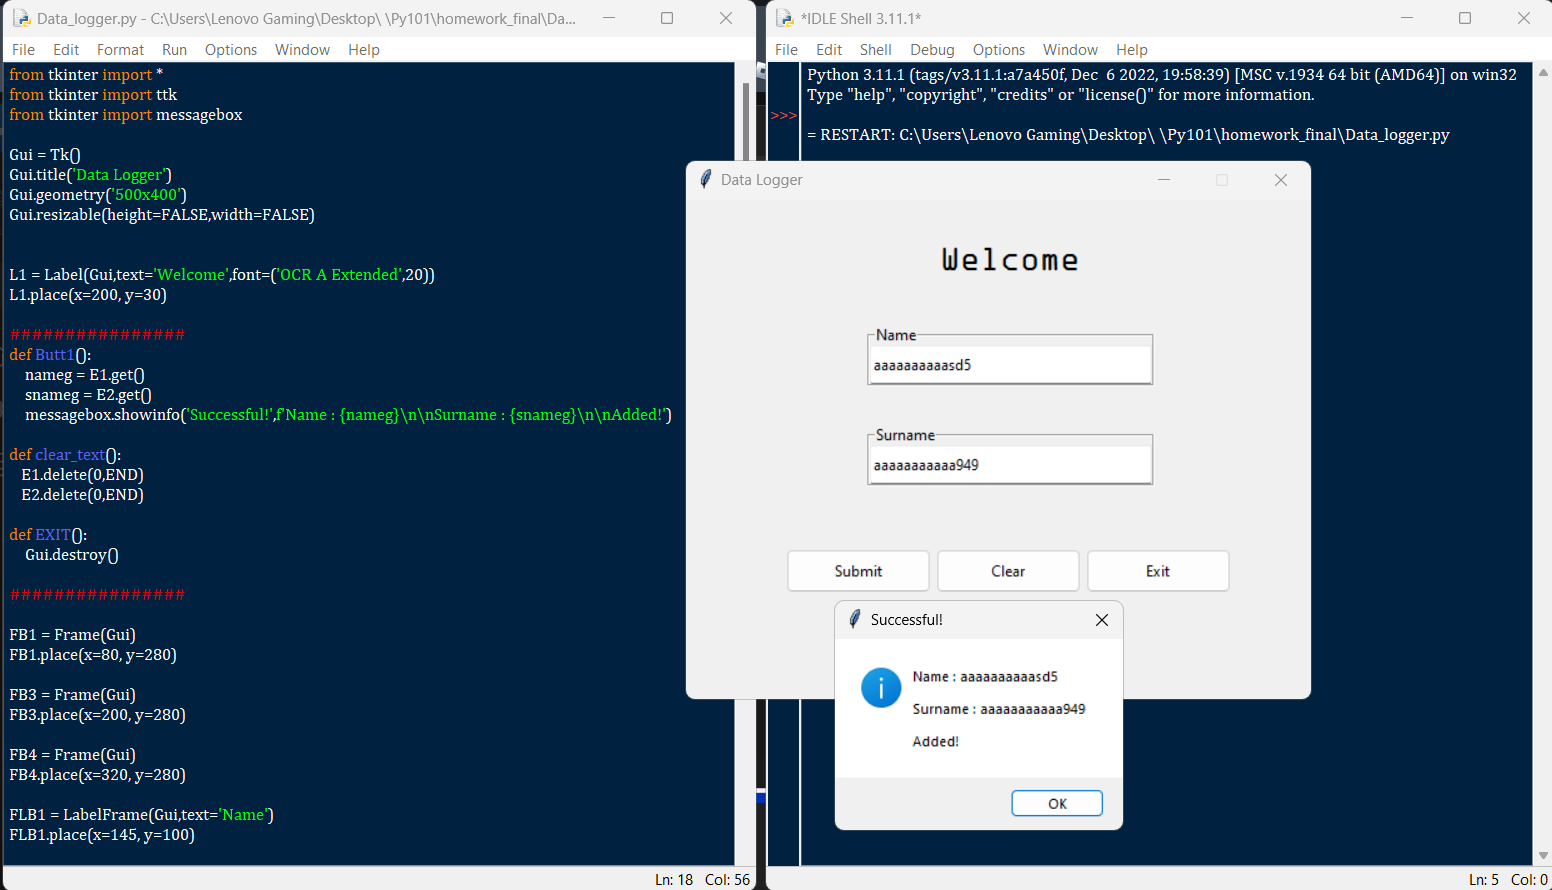 Data_logger.py - C:\Users\Lenovo Gaming\Desktop\ \Py101\homework_final\Da...
File Edit Format Run Options Window Help
from tkinter import *
from tkinter import ttk
from tkinter import messagebox
Gui = Tk()
Gui.title('Data Logger')
Gui.geometry('500x400')
Gui.resizable(height=FALSE,width=FALSE)
L1 = Label(Gui,text='Welcome',font=('OCR A Extended',20))
L1.place(x=200, y=30)
################
def Butt1():
    nameg = E1.get()
    snameg = E2.get()
    messagebox.showinfo('Successful!',f'Name : {nameg}\n\nSurname : {snameg}\n\nAdded!')
def clear_text():
   E1.delete(0,END)
   E2.delete(0,END)
def EXIT():
    Gui.destroy()
################
FB1 = Frame(Gui)
FB1.place(x=80, y=280)
FB3 = Frame(Gui)
FB3.place(x=200, y=280)
FB4 = Frame(Gui)
FB4.place(x=320, y=280)
FLB1 = LabelFrame(Gui,text='Name')
FLB1.place(x=145, y=100)
Ln: 18 Col: 56
*IDLE Shell 3.11.1*
File Edit Shell Debug Options Window Help
Python 3.11.1 (tags/v3.11.1:a7a450f, Dec  6 2022, 19:58:39) [MSC v.1934 64 bit (AMD64)] on win32
Type "help", "copyright", "credits" or "license()" for more information.
>>>
= RESTART: C:\Users\Lenovo Gaming\Desktop\ \Py101\homework_final\Data_logger.py
Data Logger
Welcome
Name
aaaaaaaaaasd5
Surname
aaaaaaaaaaa949
Submit Clear Exit
Successful!
Name : aaaaaaaaaasd5
Surname : aaaaaaaaaaa949
Added!
OK
Ln: 5 Col: 0